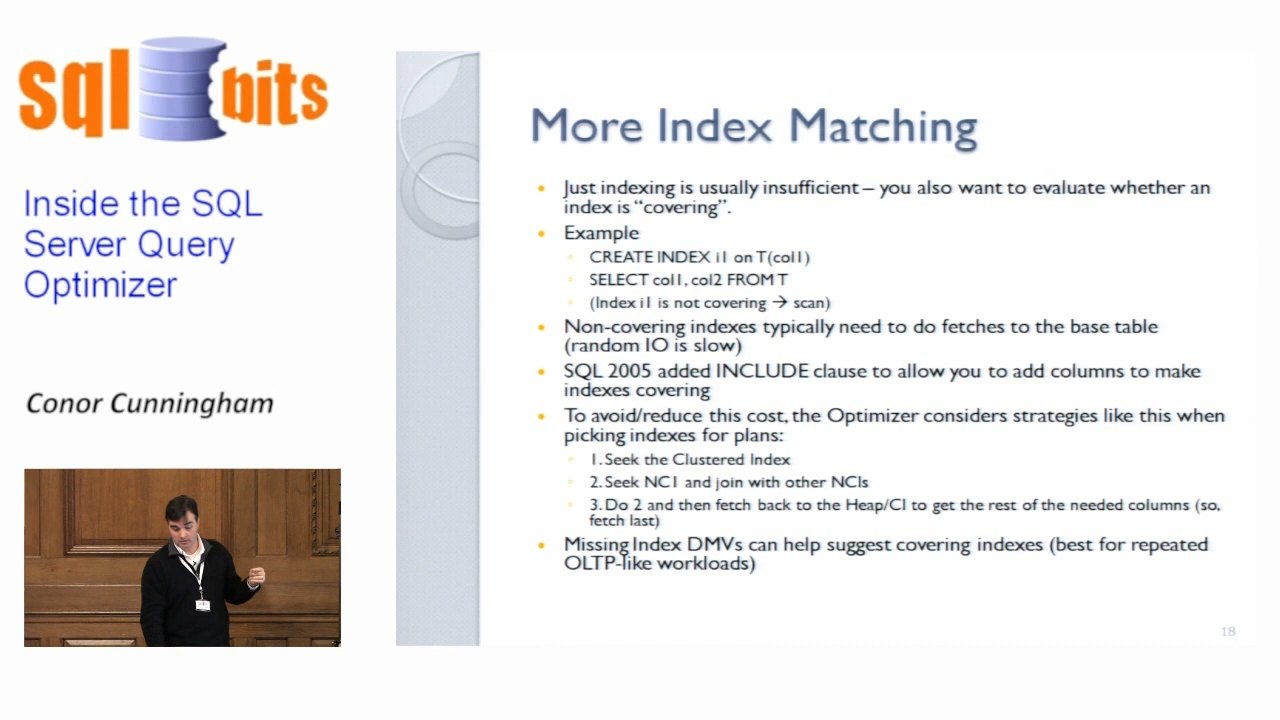 sql bits
Inside the SQL
Server Query
Optimizer
Conor Cunningham
More Index Matching
• Just indexing is usually insufficient – you also want to evaluate whether an
index is “covering”.
• Example
◦ CREATE INDEX i1 on T(col1)
◦ SELECT col1, col2 FROM T
◦ (Index i1 is not covering → scan)
• Non-covering indexes typically need to do fetches to the base table
(random IO is slow)
• SQL 2005 added INCLUDE clause to allow you to add columns to make
indexes covering
• To avoid/reduce this cost, the Optimizer considers strategies like this when
picking indexes for plans:
◦ 1. Seek the Clustered Index
◦ 2. Seek NC1 and join with other NCIs
◦ 3. Do 2 and then fetch back to the Heap/CI to get the rest of the needed columns (so,
fetch last)
• Missing Index DMVs can help suggest covering indexes (best for repeated
OLTP-like workloads)
18